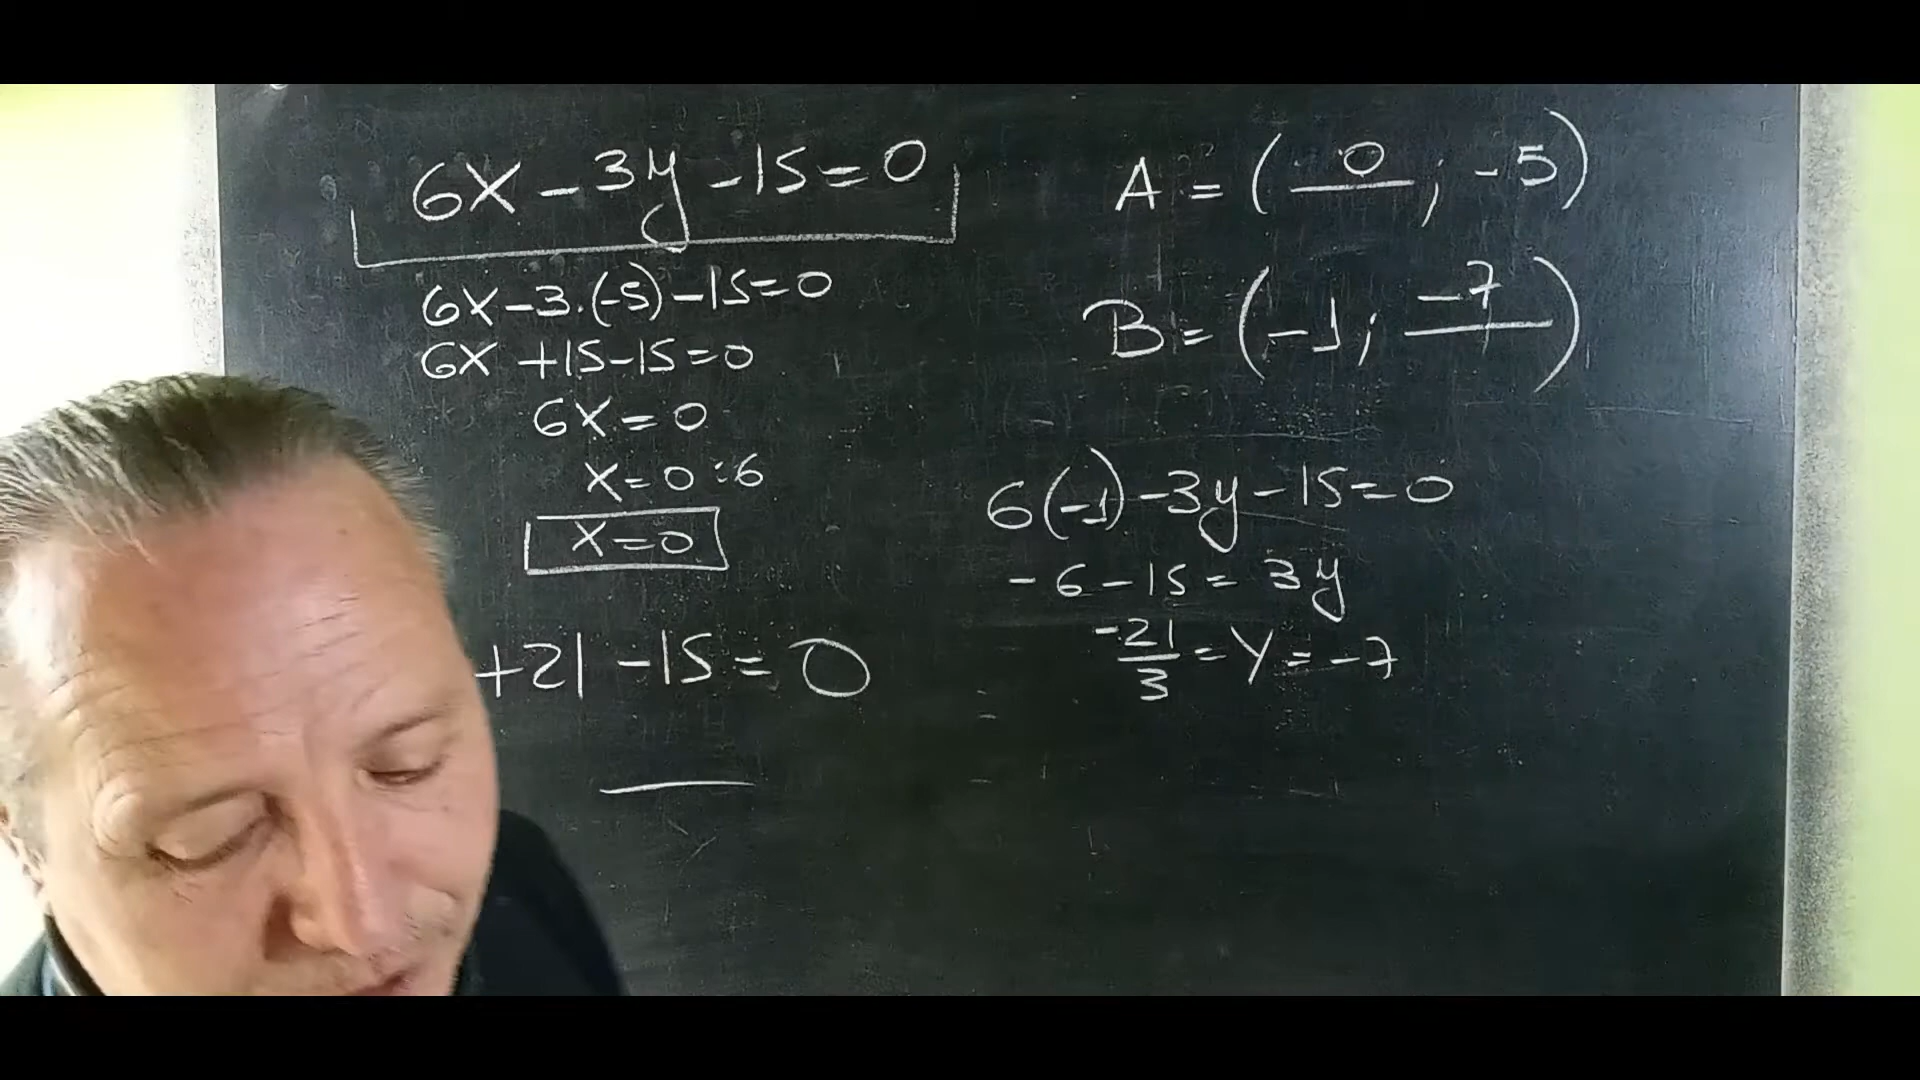 6x - 3y - 15 = 0
6x - 3.(-5) - 15 = 0
6x + 15 - 15 = 0
6x = 0
x = 0 : 6
x = 0
+21 - 15 = 0
A = ( 0 ; -5)
B = (-1; -7 )
6(-1) - 3y - 15 = 0
- 6 - 15 = 3y
-21/3 = y = -7